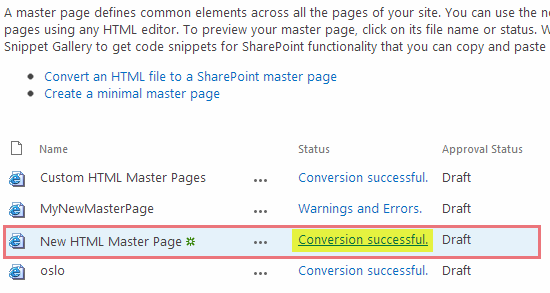 A master page defines common elements across all the pages of your site. You can use the ne
pages using any HTML editor. To preview your master page, click on its file name or status. W
Snippet Gallery to get code snippets for SharePoint functionality that you can copy and paste
Convert an HTML file to a SharePoint master page
Create a minimal master page
Name Status Approval Status
Custom HTML Master Pages ... Conversion successful. Draft
MyNewMasterPage ... Warnings and Errors. Draft
New HTML Master Page ... Conversion successful. Draft
oslo ... Conversion successful. Draft